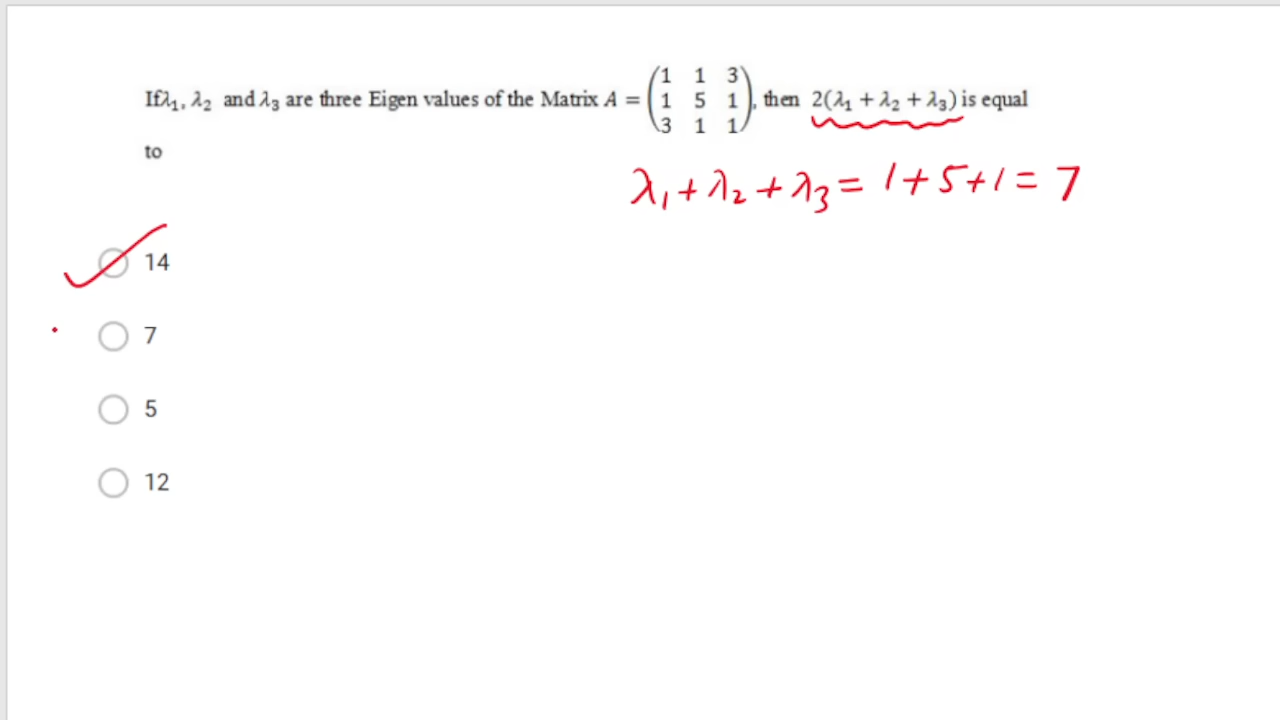 Ifλ₁, λ₂ and λ₃ are three Eigen values of the Matrix A = (1 1 3
1 5 1
3 1 1), then 2(λ₁ + λ₂ + λ₃) is equal
to
λ₁ + λ₂ + λ₃ = 1 + 5 + 1 = 7
14
7
5
12